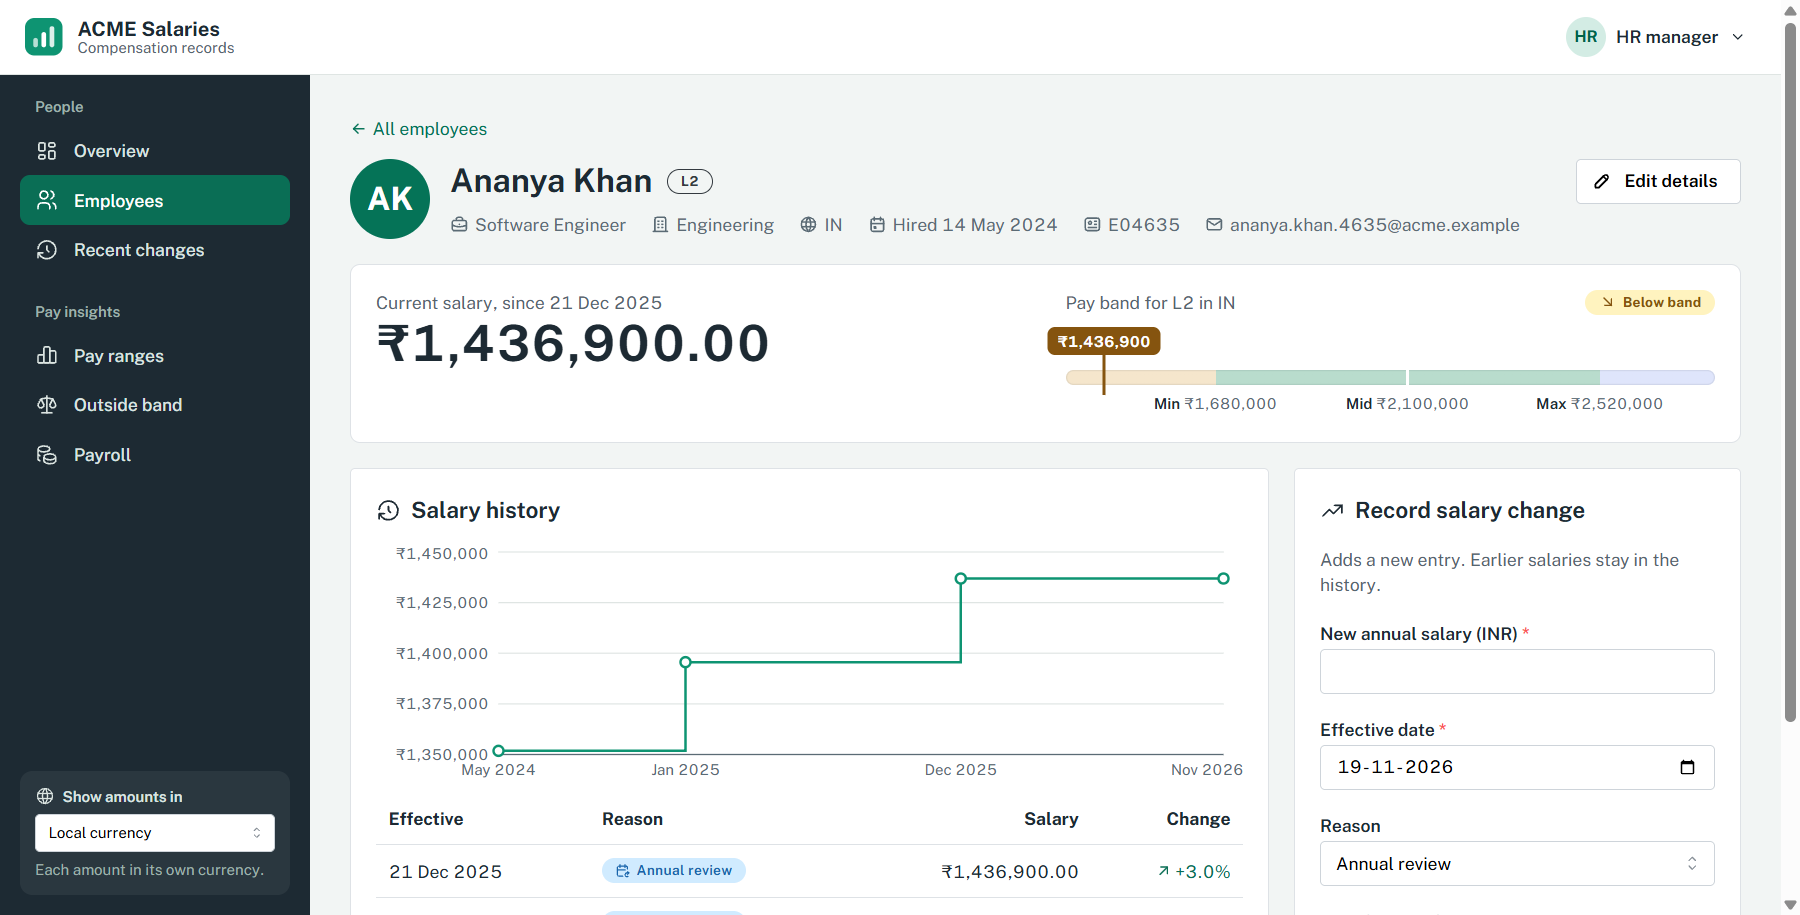 ACME Salaries
Compensation records
HR
HR manager
People
Overview
Employees
Recent changes
Pay insights
Pay ranges
Outside band
Payroll
Show amounts in
Local currency
Each amount in its own currency.
← All employees
AK
Ananya Khan
L2
Edit details
Software Engineer
Engineering
IN
Hired 14 May 2024
E04635
ananya.khan.4635@acme.example
Current salary, since 21 Dec 2025
₹1,436,900.00
Pay band for L2 in IN
Below band
₹1,436,900
Min ₹1,680,000
Mid ₹2,100,000
Max ₹2,520,000
Salary history
₹1,450,000
₹1,425,000
₹1,400,000
₹1,375,000
₹1,350,000
May 2024
Jan 2025
Dec 2025
Nov 2026
Effective Reason Salary Change
21 Dec 2025 Annual review ₹1,436,900.00 +3.0%
Record salary change
Adds a new entry. Earlier salaries stay in the
history.
New annual salary (INR) *
Effective date *
19-11-2026
Reason
Annual review